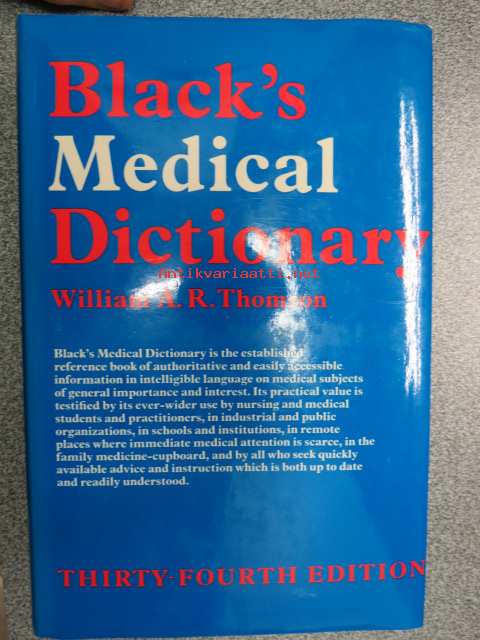 Black's
Medical
Dictionary
Antikvariaatti.net
William A. R. Thomson
Black's Medical Dictionary is the established
reference book of authoritative and easily accessible
information in intelligible language on medical subjects
of general importance and interest. Its practical value is
testified by its ever-wider use by nursing and medical
students and practitioners, in industrial and public
organizations, in schools and institutions, in remote
places where immediate medical attention is scarce, in the
family medicine-cupboard, and by all who seek quickly
available advice and instruction which is both up to date
and readily understood.
THIRTY-FOURTH EDITION